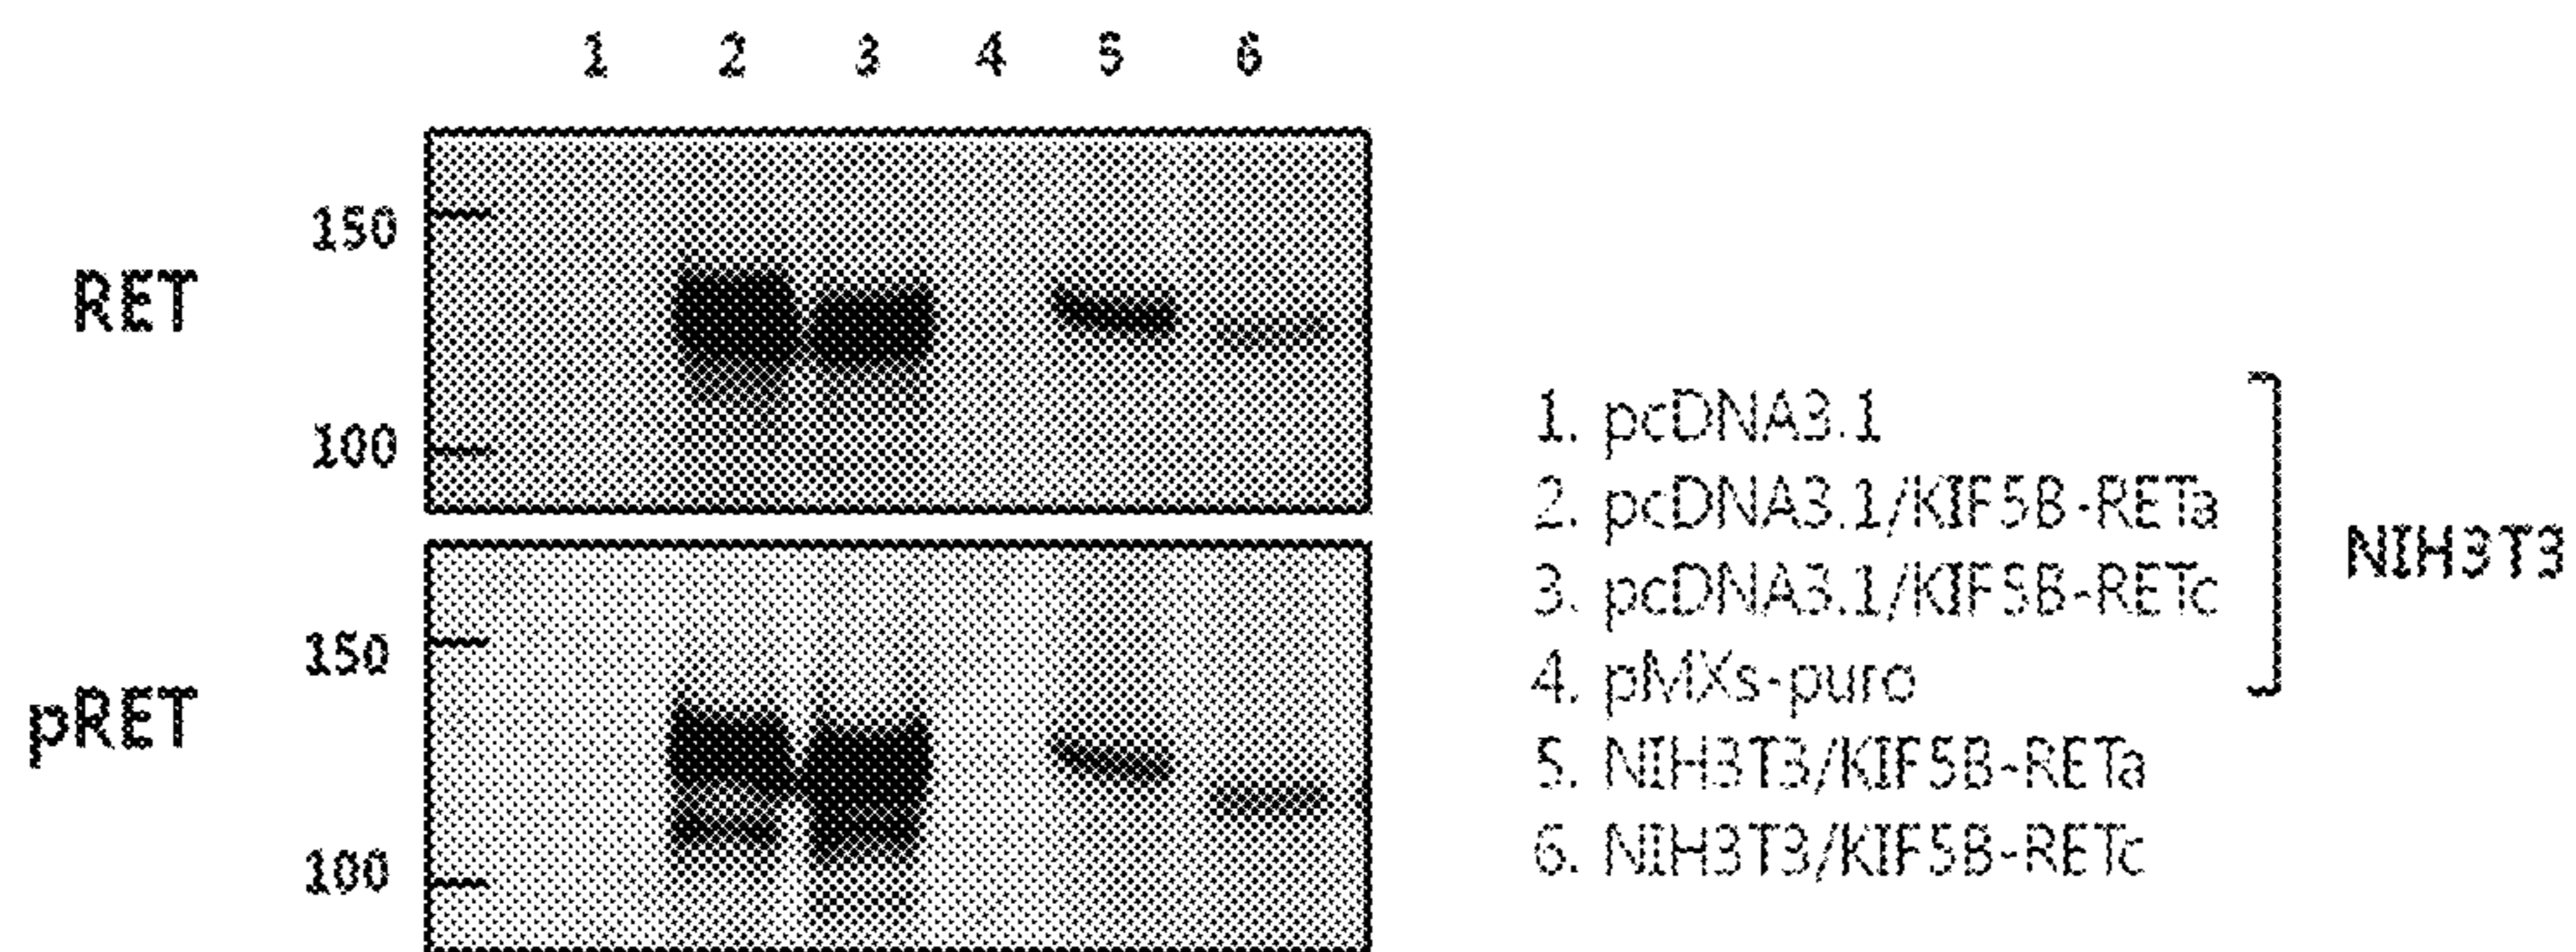 1 2 3 4 5 6
RET
150
100
pRET
150
100
1. pcDNA3.1
2. pcDNA3.1/KIF5B-RETa
3. pcDNA3.1/KIF5B-RETc
4. pMXs-puro
5. NIH3T3/KIF5B-RETa
6. NIH3T3/KIF5B-RETc
NIH3T3